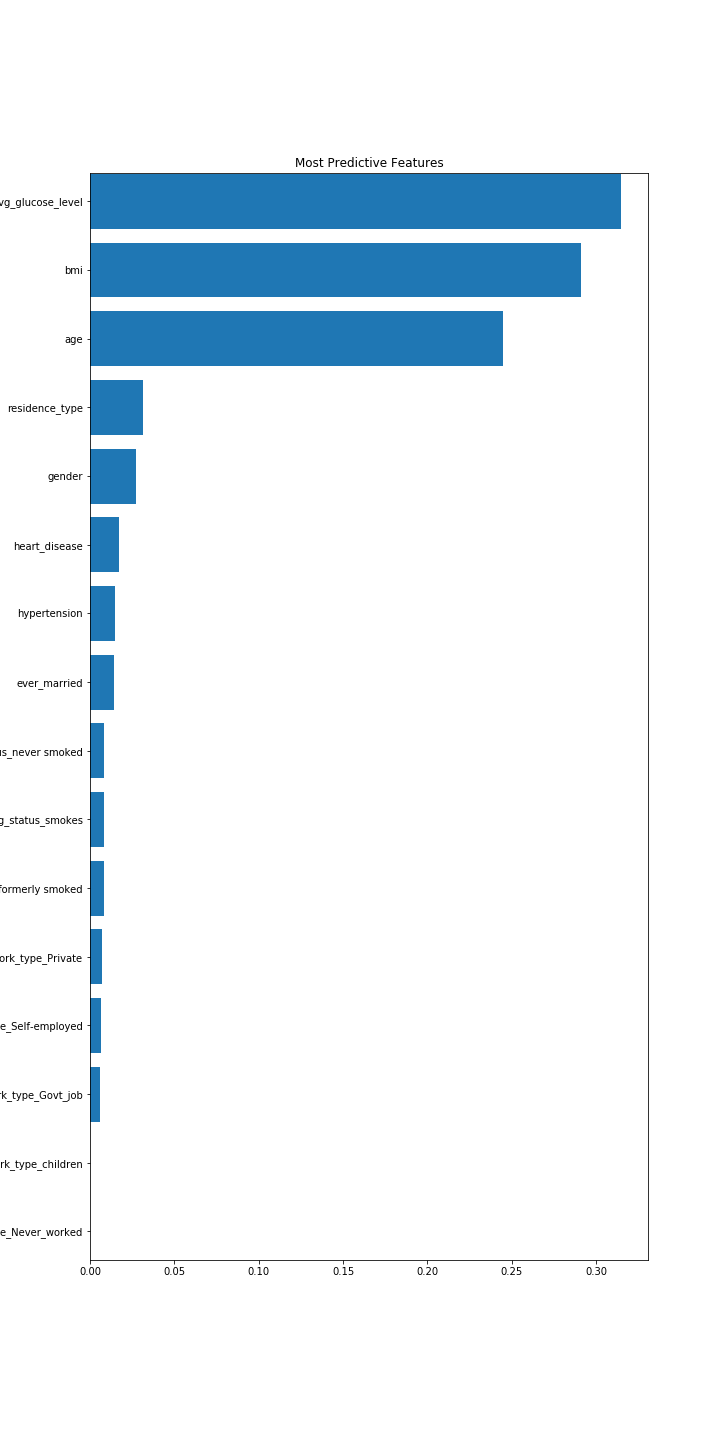 Most Predictive Features
vg_glucose_level
bmi
age
residence_type
gender
heart_disease
hypertension
ever_married
us_never smoked
g_status_smokes
formerly smoked
ork_type_Private
e_Self-employed
rk_type_Govt_job
rk_type_children
e_Never_worked
0.00 0.05 0.10 0.15 0.20 0.25 0.30